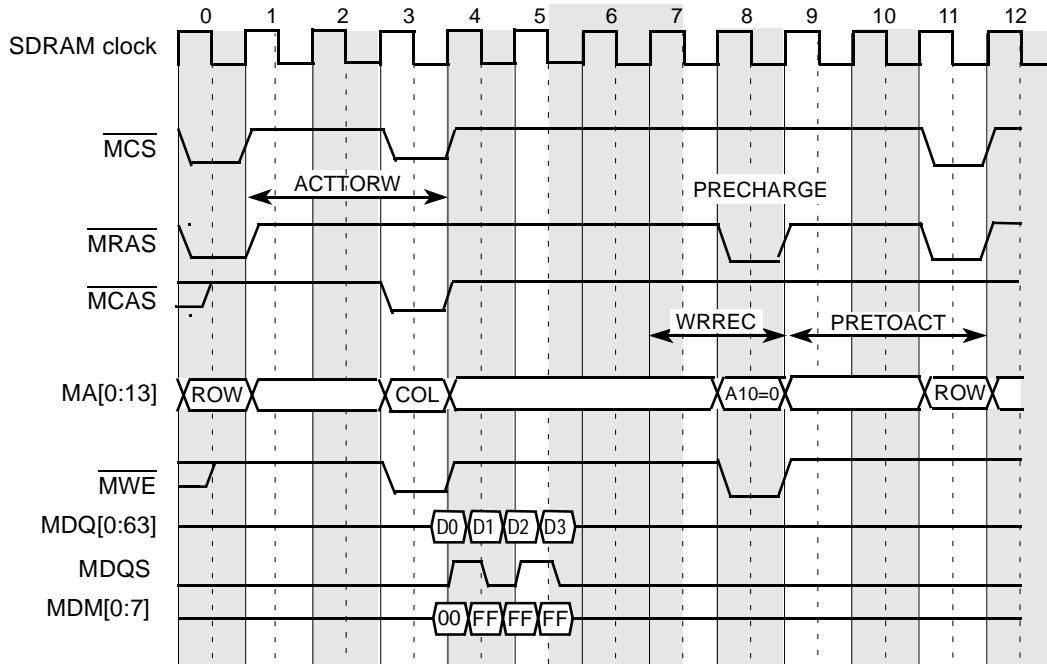 0 1 2 3 4 5 6 7 8 9 10 11 12
SDRAM clock
MCS
ACTTORW
PRECHARGE
MRAS
MCAS
WRREC PRETOACT
MA[0:13] ROW COL A10=0 ROW
MWE
MDQ[0:63] D0 D1 D2 D3
MDQS
MDM[0:7] 00 FF FF FF